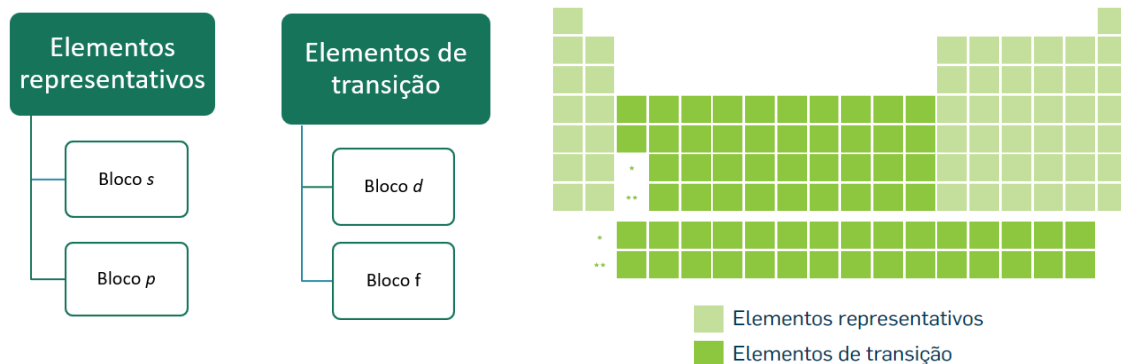 Elementos
representativos
Bloco s
Bloco p
Elementos de
transição
Bloco d
Bloco f
*
**
*
**
Elementos representativos
Elementos de transição